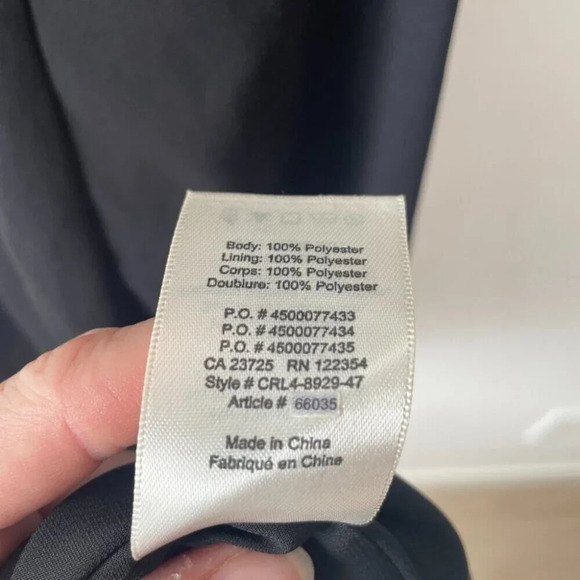 Body: 100% Polyester
Lining: 100% Polyester
Corps: 100% Polyester
Doublure: 100% Polyester
P.O. # 4500077433
P.O. # 4500077434
P.O. # 4500077435
CA 23725 RN 122354
Style # CRL4-8929-47
Article # 66035
Made in China
Fabriqué en Chine